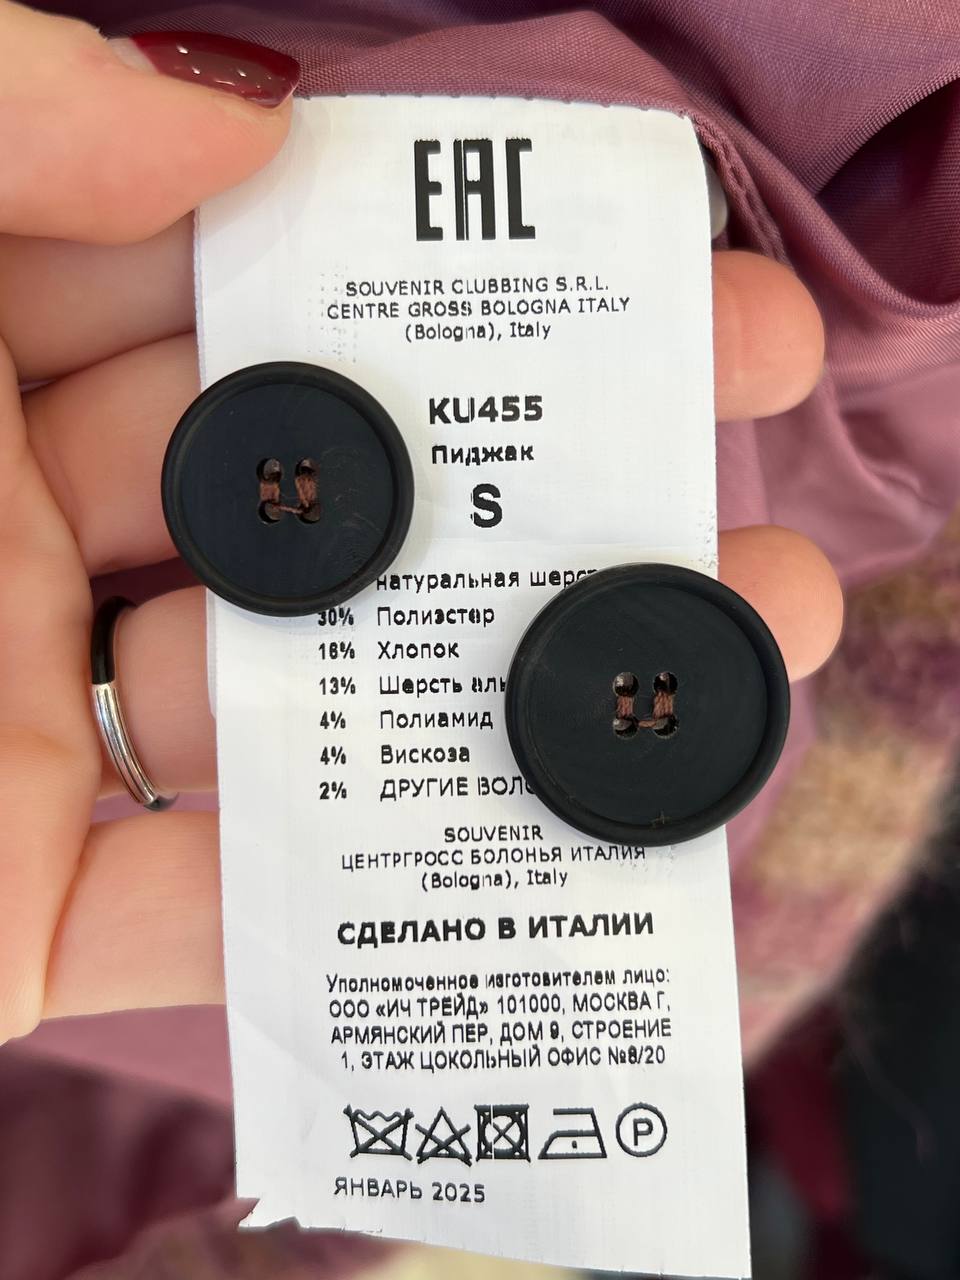 EAC
SOUVENIR CLUBBING S.R.L.
CENTRE GROSS BOLOGNA ITALY
(Bologna), Italy
KU455
Пиджак
S
натуральная
30% Полиэстер
16% Хлопок
13% Шерсть
4% Полиамид
4% Вискоза
2% ДРУГИЕ
SOUVENIR
ЦЕНТРГРОСС БОЛОНЬЯ ИТАЛИЯ
(Bologna), Italy
СДЕЛАНО В ИТАЛИИ
Уполномоченное изготовителем лицо:
ООО «ИЧ ТРЕЙД» 101000, МОСКВА Г,
АРМЯНСКИЙ ПЕР, ДОМ 9, СТРОЕНИЕ
1, ЭТАЖ ЦОКОЛЬНЫЙ ОФИС №8/20
P
ЯНВАРЬ 2025